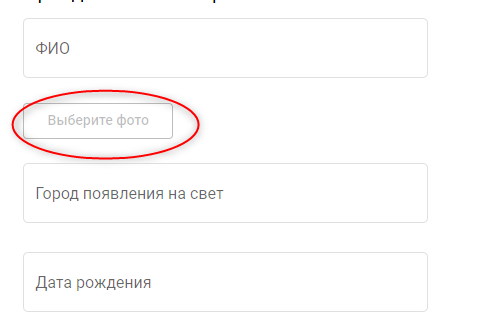 ФИО
Выберите фото
Город появления на свет
Дата рождения